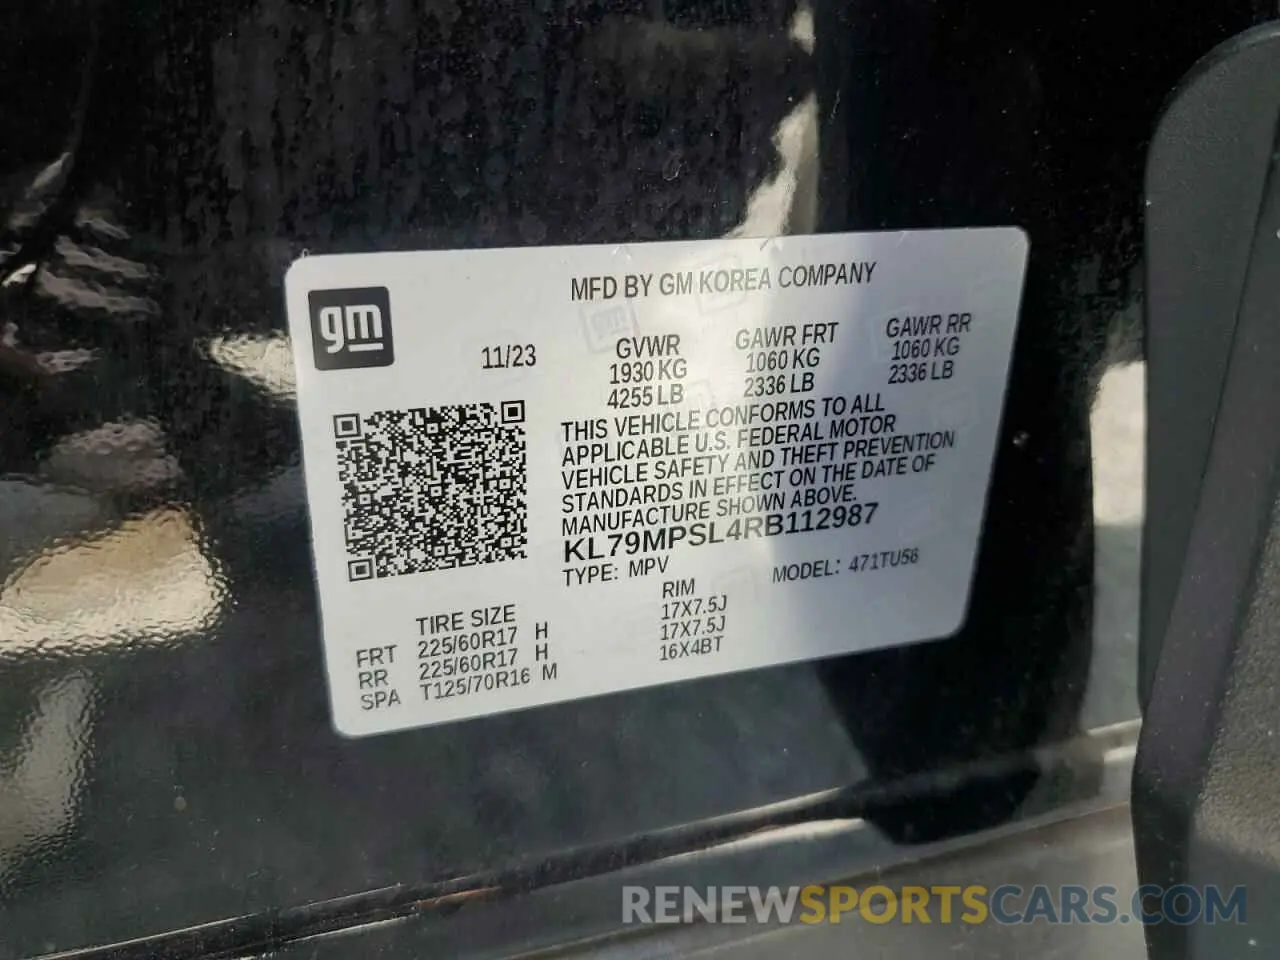 gm
MFD BY GM KOREA COMPANY
11/23
GVWR GAWR FRT GAWR RR
1930 KG 1060 KG 1060 KG
4255 LB 2336 LB 2336 LB
THIS VEHICLE CONFORMS TO ALL
APPLICABLE U.S. FEDERAL MOTOR
VEHICLE SAFETY AND THEFT PREVENTION
STANDARDS IN EFFECT ON THE DATE OF
MANUFACTURE SHOWN ABOVE.
KL79MPSL4RB112987
TYPE: MPV MODEL: 471TU56
TIRE SIZE RIM
FRT 225/60R17 H 17X7.5J
RR 225/60R17 H 17X7.5J
SPA T125/70R16 M 16X4BT
RENEWSPORTSCARS.COM